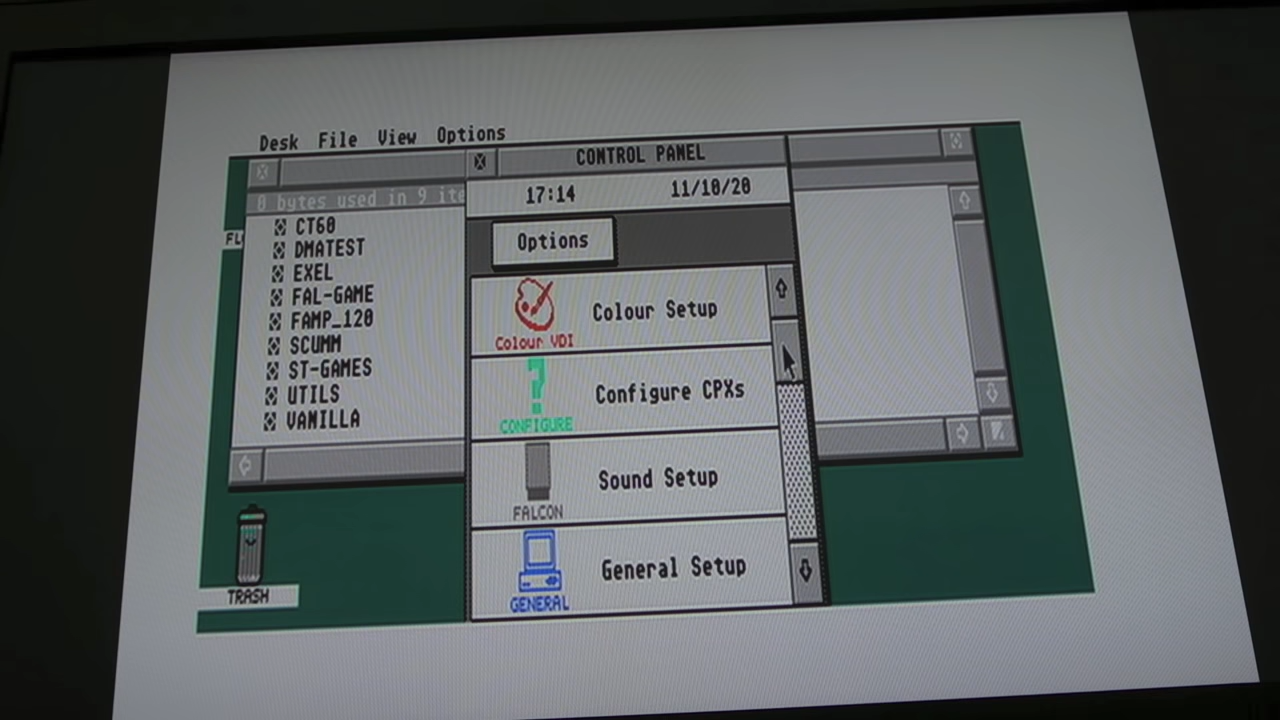 Desk File View Options
CONTROL PANEL
17:14 11/10/20
0 bytes used in 9 ite
Options
CT60
DMATEST
EXEL
FAL-GAME
FAMP_120
SCUMM
ST-GAMES
UTILS
VANILLA
Colour Setup
Colour VDI
Configure CPXs
CONFIGURE
Sound Setup
FALCON
General Setup
GENERAL
TRASH